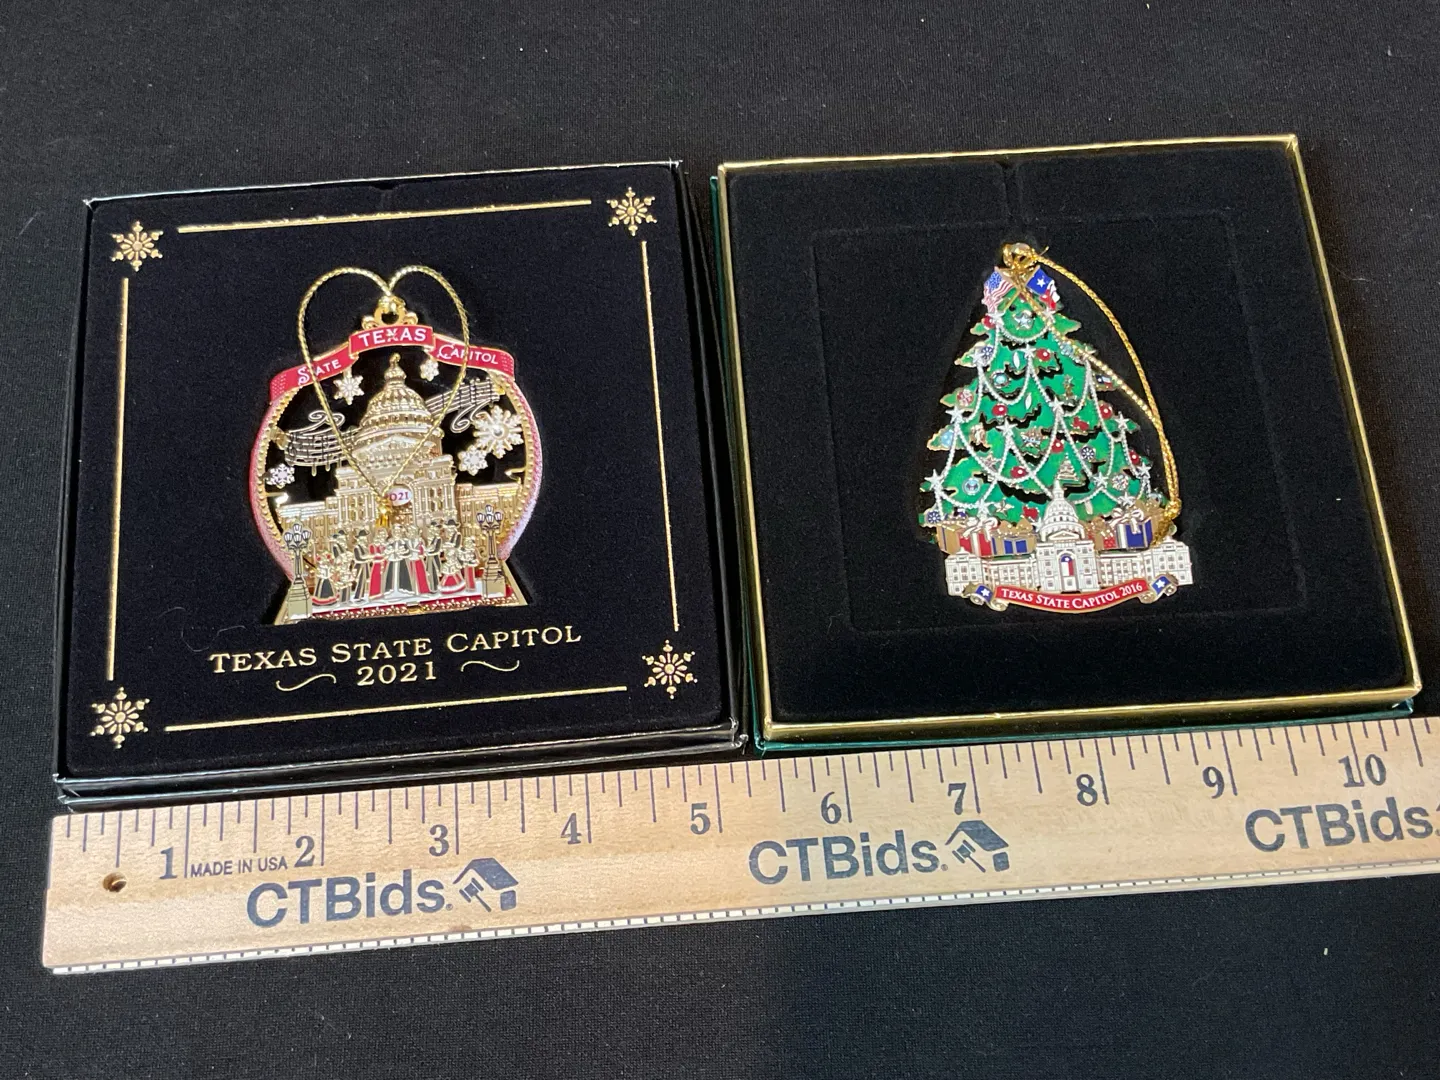 STATE TEXAS CAPITOL
2021
TEXAS STATE CAPITOL
2021
TEXAS STATE CAPITOL 2016
1 2 3 4 5 6 7 8 9 10
MADE IN USA
CTBids. CTBids. CTBids.